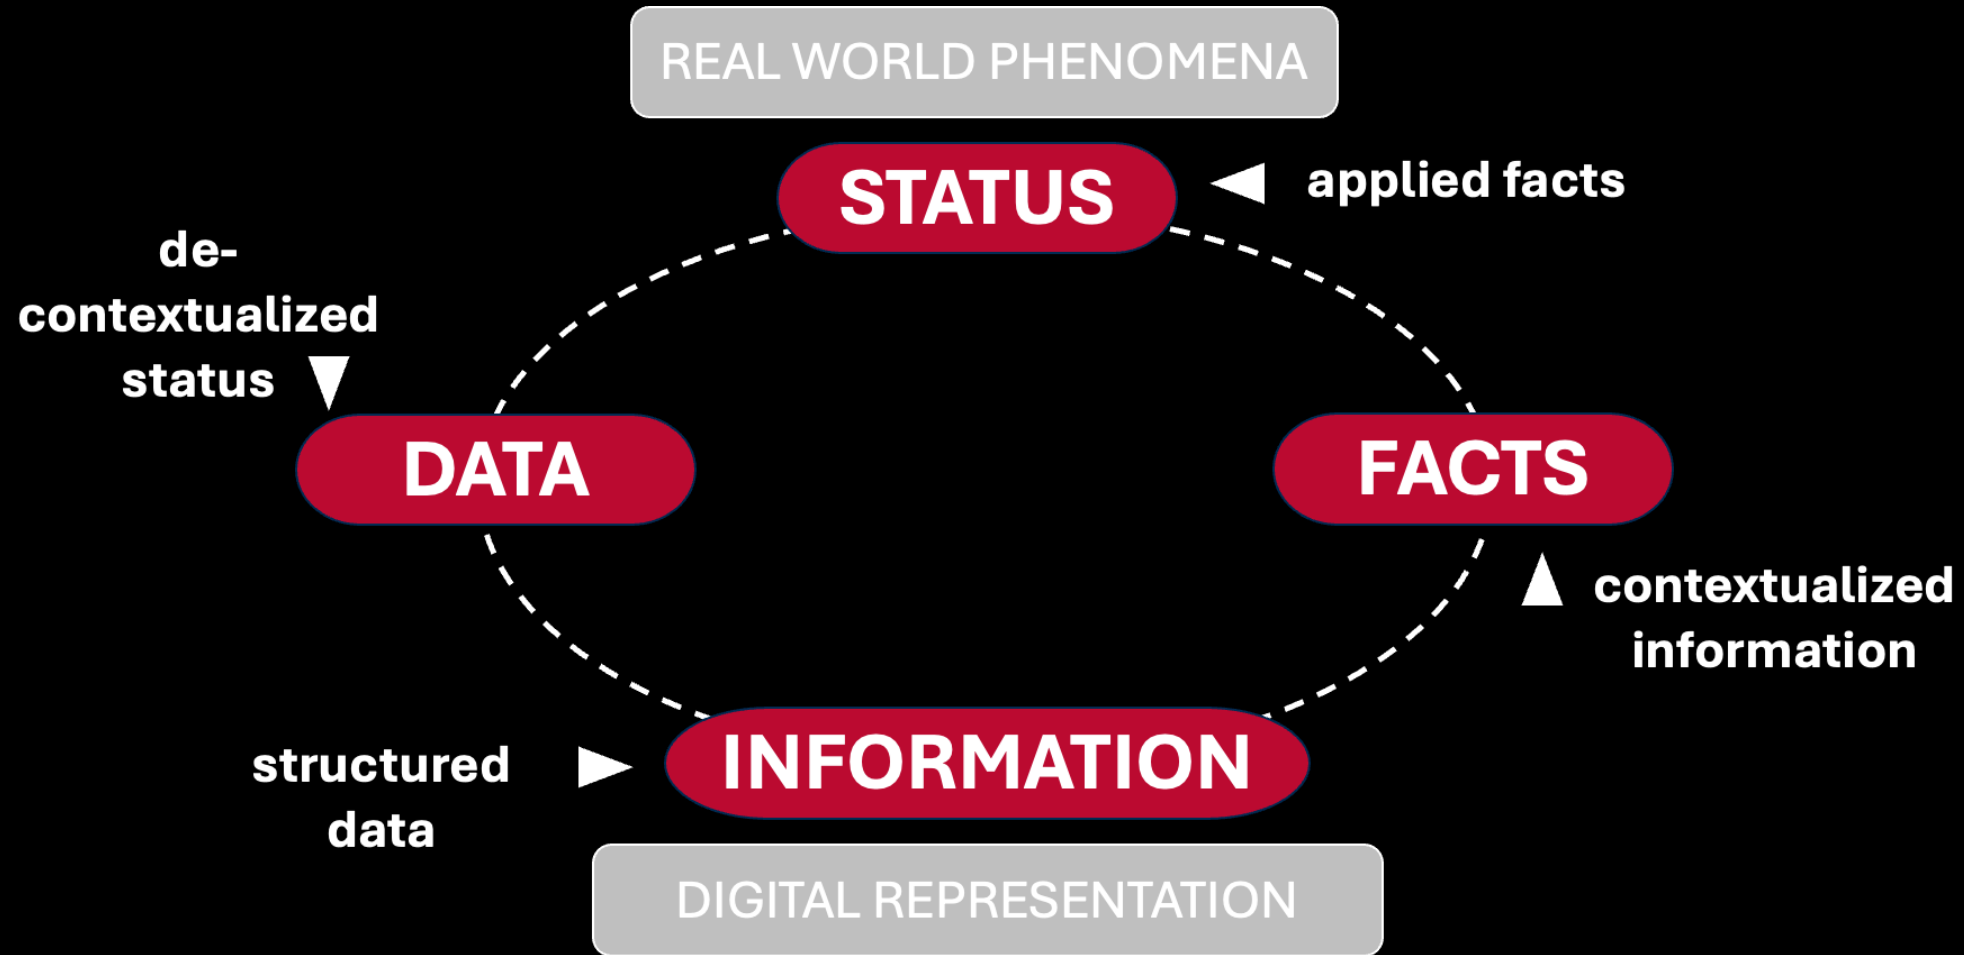 REAL WORLD PHENOMENA
STATUS
applied facts
de-
contextualized
status
DATA
FACTS
contextualized
information
INFORMATION
structured
data
DIGITAL REPRESENTATION